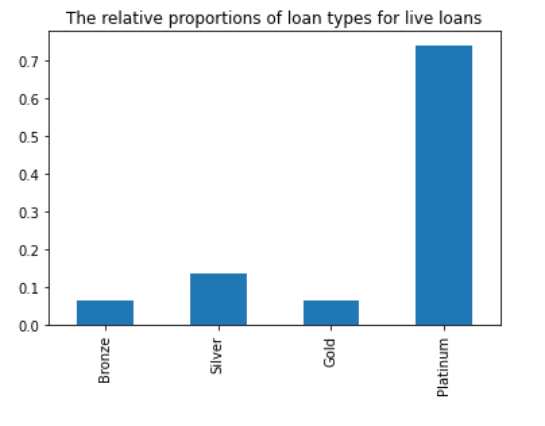 The relative proportions of loan types for live loans
0.7
0.6
0.5
0.4
0.3
0.2
0.1
0.0
Bronze
Silver
Gold
Platinum